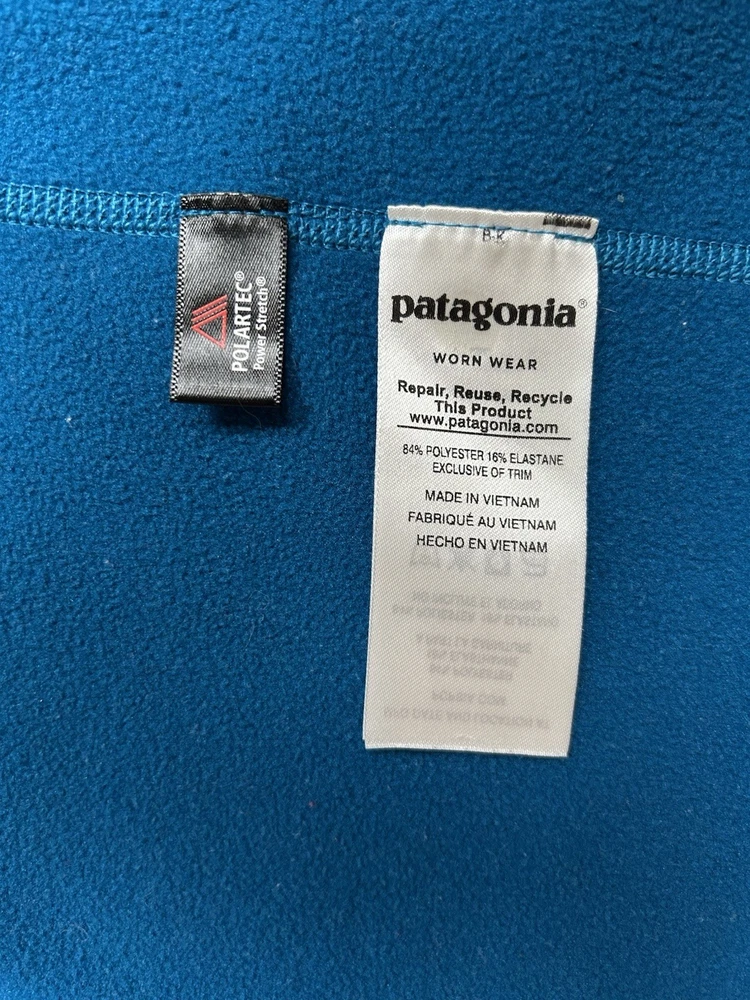 POLARTEC®
Power Stretch®
B-K
patagonia®
WORN WEAR
Repair, Reuse, Recycle
This Product
www.patagonia.com
84% POLYESTER 16% ELASTANE
EXCLUSIVE OF TRIM
MADE IN VIETNAM
FABRIQUÉ AU VIETNAM
HECHO EN VIETNAM